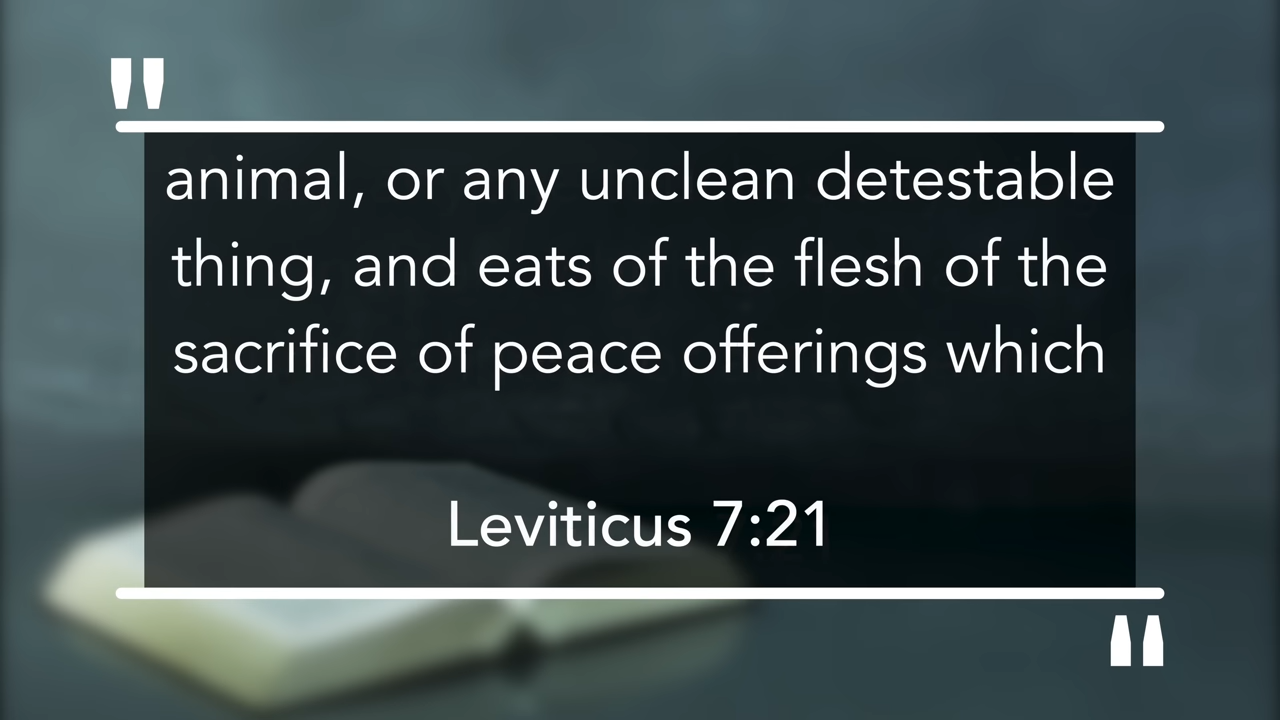 "
animal, or any unclean detestable
thing, and eats of the flesh of the
sacrifice of peace offerings which
Leviticus 7:21
"